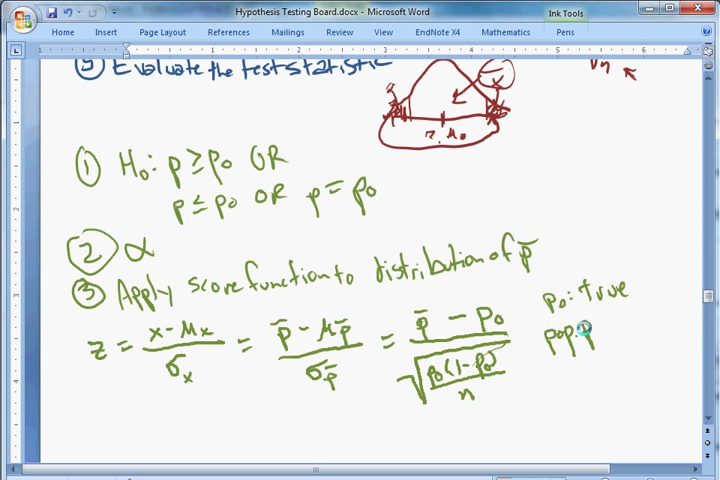 Hypothesis Testing Board.docx - Microsoft Word
Ink Tools
Home Insert Page Layout References Mailings Review View EndNote X4 Mathematics Pens
Evaluate the test statistic
x̄
√n
μ₀
① H₀: p ≥ p₀ OR
p ≤ p₀ OR p = p₀
② α
③ Apply score function to distribution of p̄
p₀: true
pop. p
z = (x - μx)/σx = (p̄ - μp̄)/σp̄ = (p̄ - p₀)/√(p₀(1-p₀)/n)